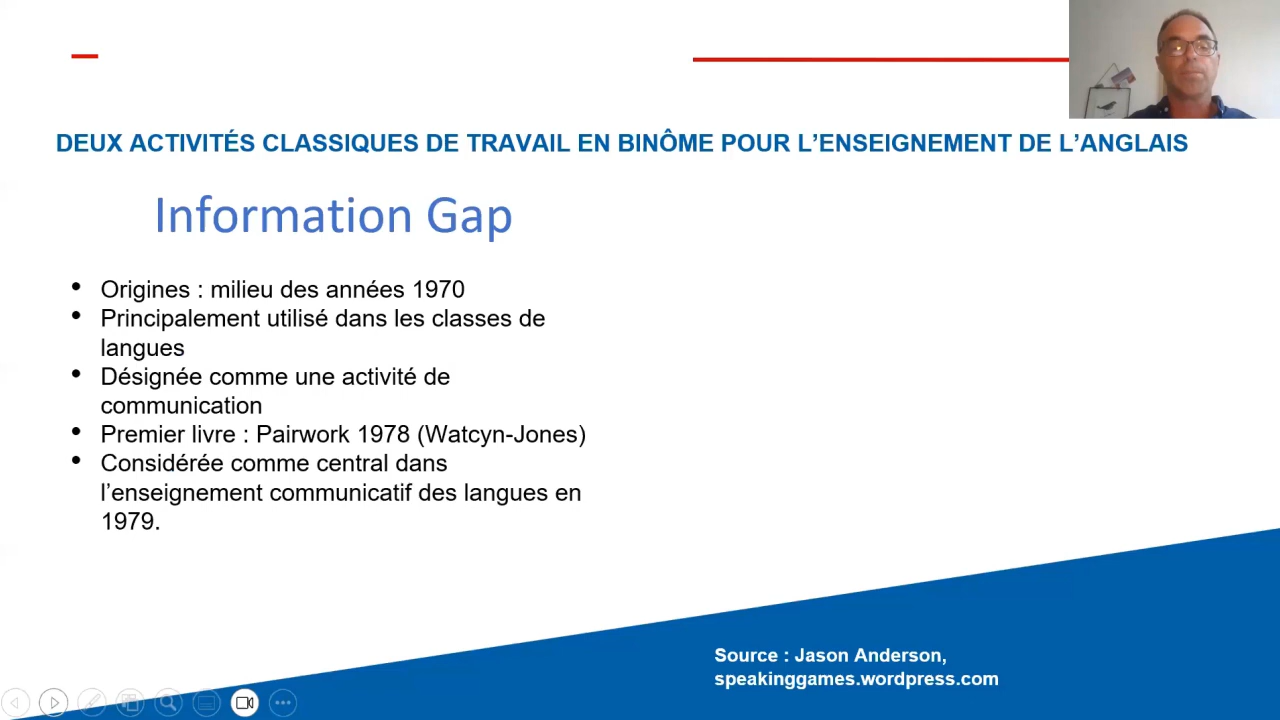 DEUX ACTIVITÉS CLASSIQUES DE TRAVAIL EN BINÔME POUR L’ENSEIGNEMENT DE L’ANGLAIS
Information Gap
• Origines : milieu des années 1970
• Principalement utilisé dans les classes de
langues
• Désignée comme une activité de
communication
• Premier livre : Pairwork 1978 (Watcyn-Jones)
• Considérée comme central dans
l’enseignement communicatif des langues en
1979.
Source : Jason Anderson,
speakinggames.wordpress.com